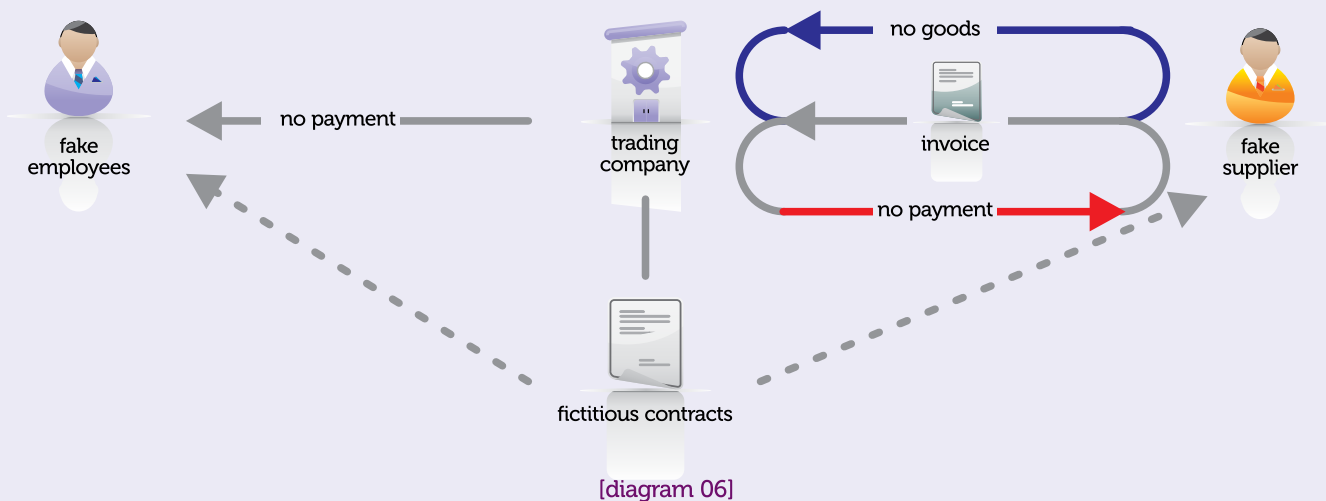 no goods
no payment
fake
employees
trading
company
invoice
fake
supplier
no payment
fictitious contracts
[diagram 06]